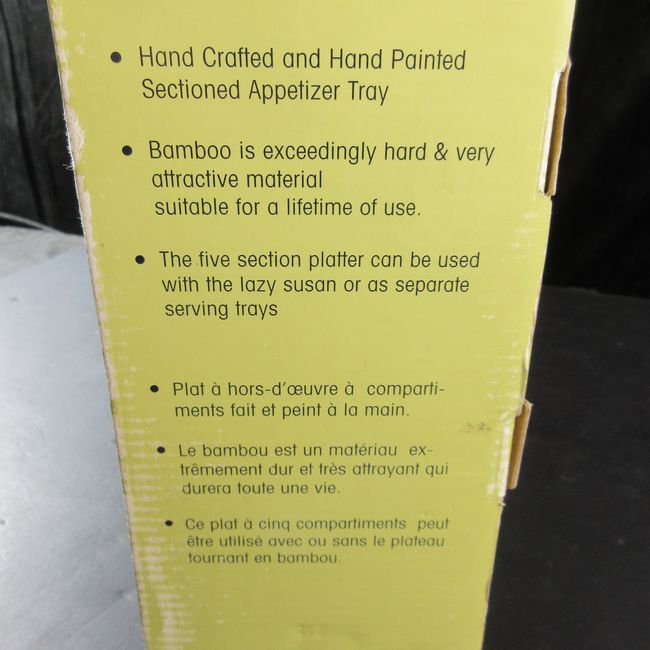 • Hand Crafted and Hand Painted
Sectioned Appetizer Tray
• Bamboo is exceedingly hard & very
attractive material
suitable for a lifetime of use.
• The five section platter can be used
with the lazy susan or as separate
serving trays
• Plat à hors-d'œuvre à comparti-
ments fait et peint à la main.
• Le bambou est un matériau ex-
trêmement dur et très attrayant qui
durera toute une vie.
• Ce plat à cinq compartiments peut
être utilisé avec ou sans le plateau
tournant en bambou.